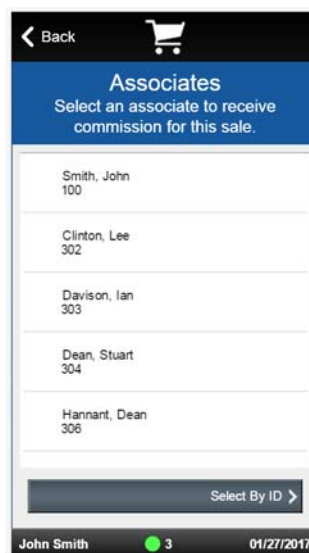 Back
Associates
Select an associate to receive
commission for this sale.
Smith, John
100
Clinton, Lee
302
Davison, Ian
303
Dean, Stuart
304
Hannant, Dean
306
Select By ID
John Smith 3 01/27/2017